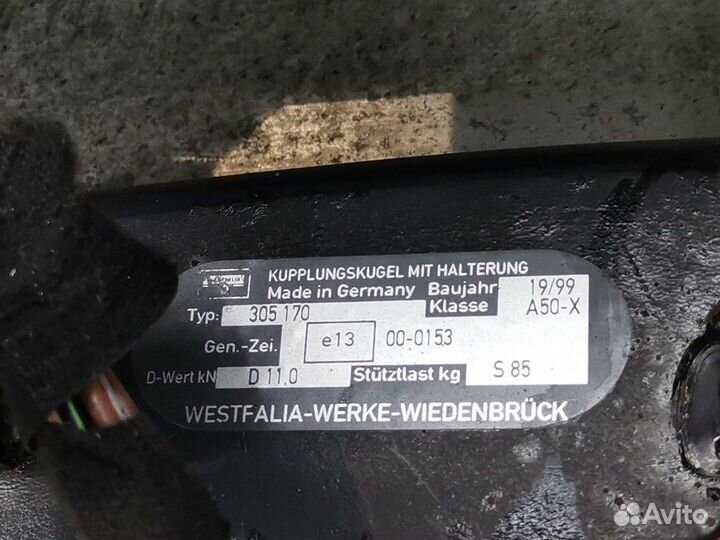 KUPPLUNGSKUGEL MIT HALTERUNG
Made in Germany Baujahr 19/99
Klasse A50-X
Typ: 305 170
Gen.-Zei. e13 00-0153
D-Wert kN D 11.0 Stütztlast kg S 85
WESTFALIA-WERKE-WIEDENBRÜCK
Avito